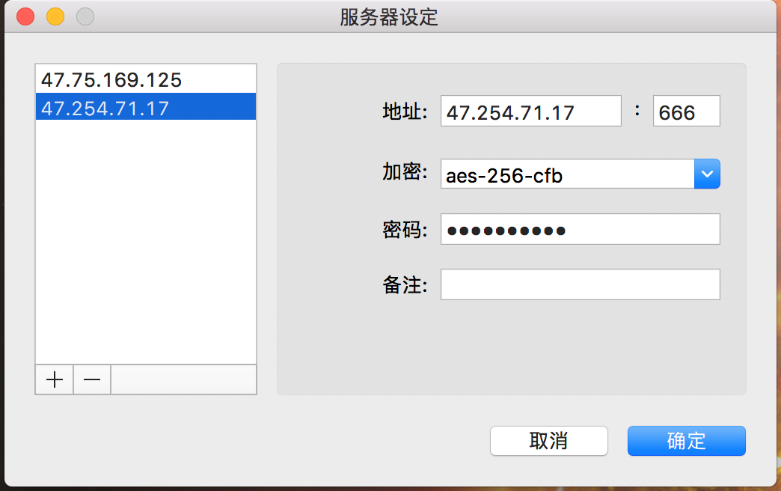 服务器设定
47.75.169.125
47.254.71.17
地址: 47.254.71.17 : 666
加密: aes-256-cfb
密码: ●●●●●●●●●●
备注:
取消 确定